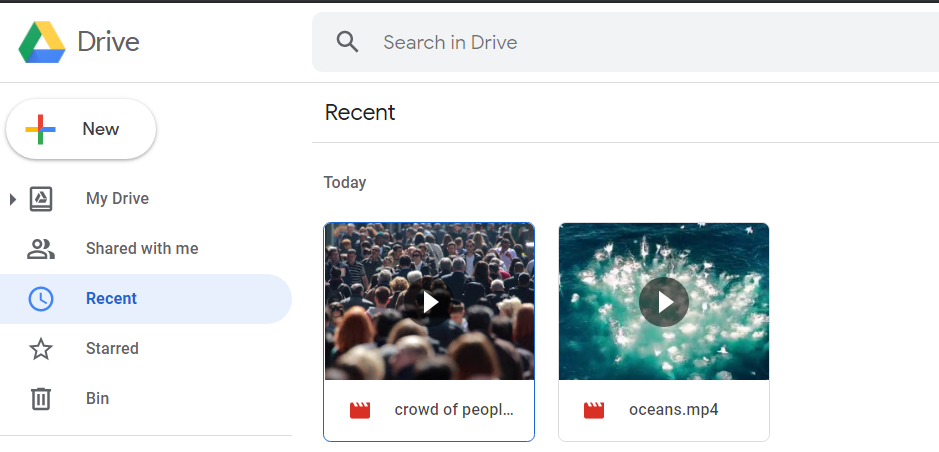 Drive
Search in Drive
New
Recent
My Drive
Today
Shared with me
Recent
Starred
Bin
crowd of peopl...
oceans.mp4